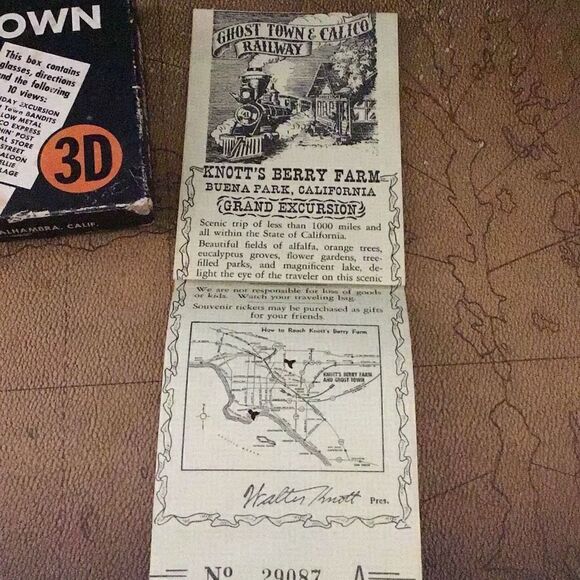 OWN
This box contains
glasses, directions
and the following
10 views:
DAY EXCURSION
Town BANDITS
LOW METAL
CO EXPRESS
HIN' POST
AL STORE
STREET
ALOON
ELLIE
LAGE
3D
ALHAMBRA, CALIF.
GHOST TOWN & CALICO
RAILWAY
KNOTT'S BERRY FARM
BUENA PARK, CALIFORNIA
GRAND EXCURSION
Scenic trip of less than 1000 miles and
all within the State of California.
Beautiful fields of alfalfa, orange trees,
eucalyptus groves, flower gardens, tree-
filled parks, and magnificent lake, de-
light the eye of the traveler on this scenic
We are not responsible for loss of goods
or kids. Watch your traveling bag.
Souvenir tickets may be purchased as gifts
for your friends.
How to Reach Knott's Berry Farm
KNOTT'S BERRY FARM
AND GHOST TOWN
Walter Knott Pres.
No 29087 A